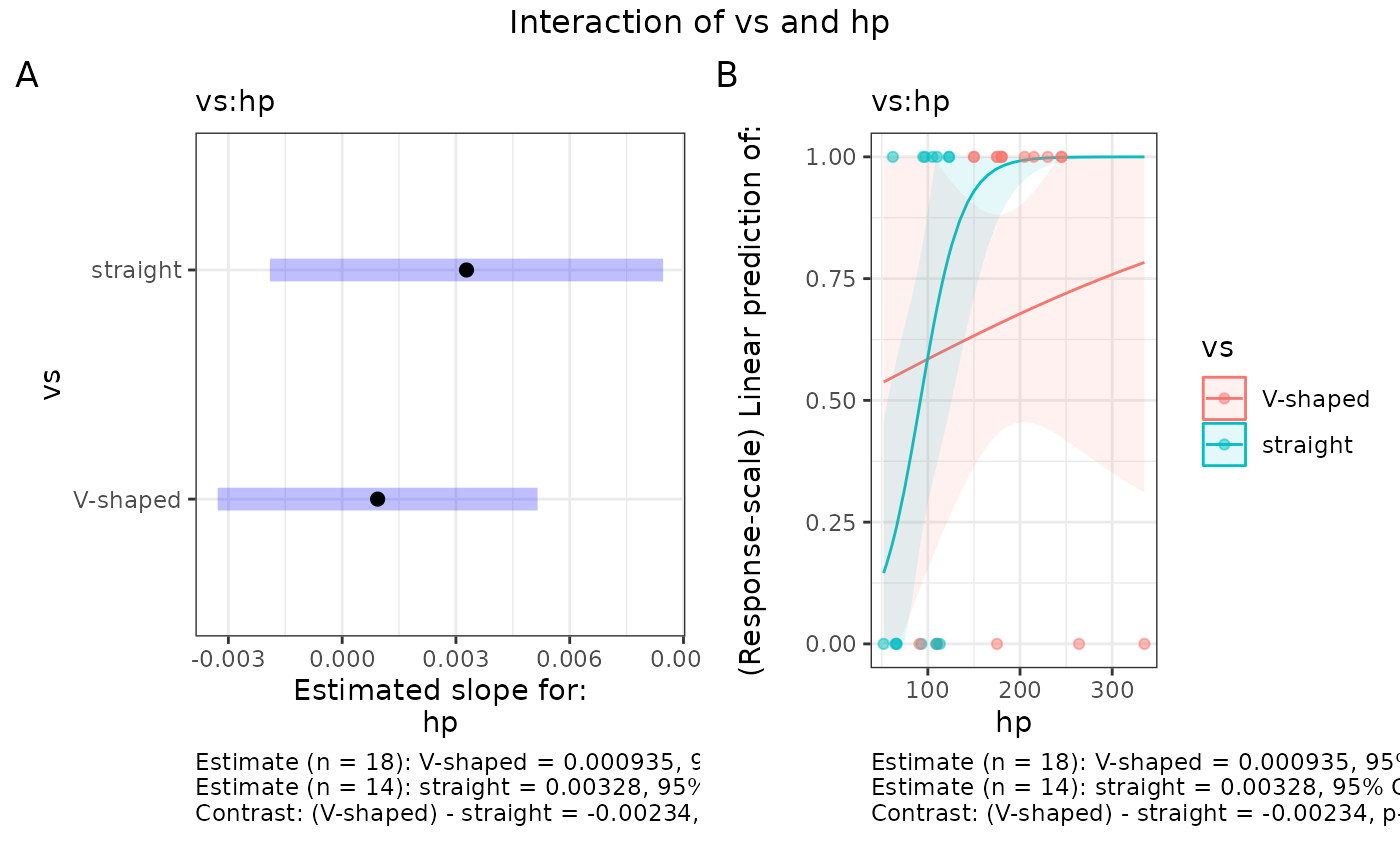 Interaction of vs and hp
A
vs:hp
vs
straight
V-shaped
-0.003 0.000 0.003 0.006 0.00
Estimated slope for:
hp
Estimate (n = 18): V-shaped = 0.000935, 9
Estimate (n = 14): straight = 0.00328, 95%
Contrast: (V-shaped) - straight = -0.00234,
B
vs:hp
(Response-scale) Linear prediction of:
1.00
0.75
0.50
0.25
0.00
100 200 300
hp
vs
V-shaped
straight
Estimate (n = 18): V-shaped = 0.000935, 95%
Estimate (n = 14): straight = 0.00328, 95% C
Contrast: (V-shaped) - straight = -0.00234, p-